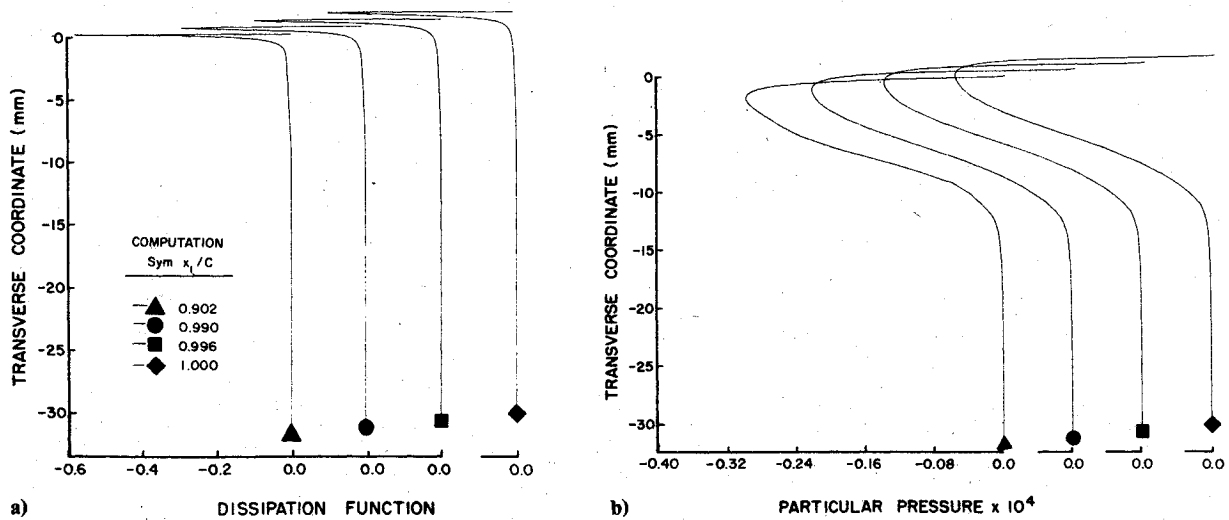 TRANSVERSE COORDINATE (mm)
0
-5
-10
-15
-20
-25
-30
COMPUTATION
Sym x₁/C
0.902
0.990
0.996
1.000
-0.6 -0.4 -0.2 0.0 0.0 0.0 0.0
a) DISSIPATION FUNCTION
TRANSVERSE COORDINATE (mm)
0
-5
-10
-15
-20
-25
-30
-0.40 -0.32 -0.24 -0.16 -0.08 0.0 0.0 0.0 0.0
b) PARTICULAR PRESSURE x 10⁴